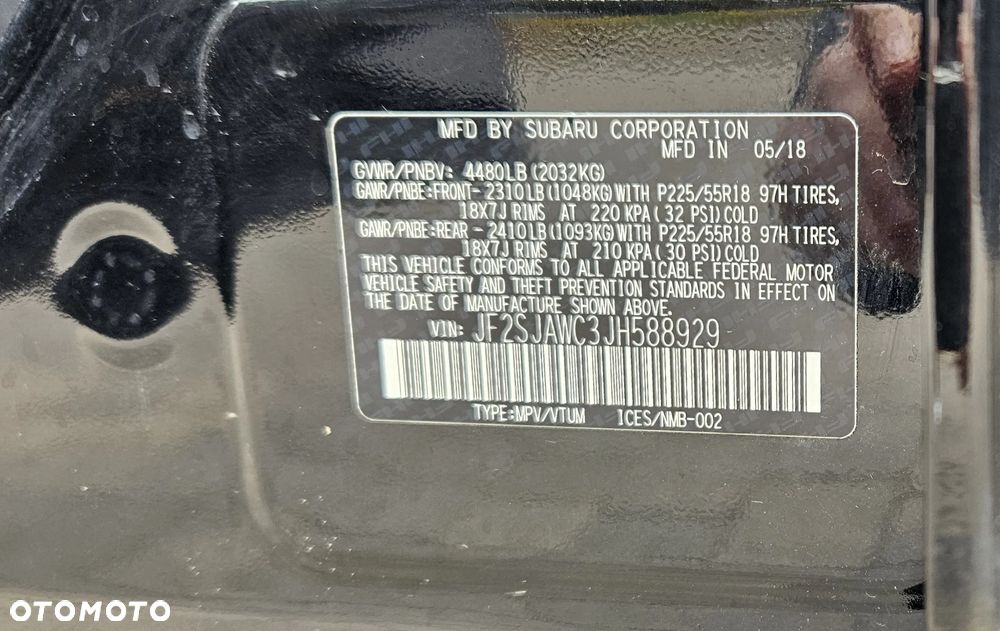 MFD BY SUBARU CORPORATION
MFD IN 05/18
GVWR/PNBV: 4480LB(2032KG)
GAWR/PNBE:FRONT-2310LB(1048KG)WITH P225/55R18 97H TIRES,
18X7J RIMS AT 220 KPA(32 PSI)COLD
GAWR/PNBE:REAR -2410LB(1093KG)WITH P225/55R18 97H TIRES,
18X7J RIMS AT 210 KPA(30 PSI)COLD
THIS VEHICLE CONFORMS TO ALL APPLICABLE FEDERAL MOTOR
VEHICLE SAFETY AND THEFT PREVENTION STANDARDS IN EFFECT ON
THE DATE OF MANUFACTURE SHOWN ABOVE.
VIN: JF2SJAWC3JH588929
TYPE:MPV/VTUM ICES/NMB-002
OTOMOTO